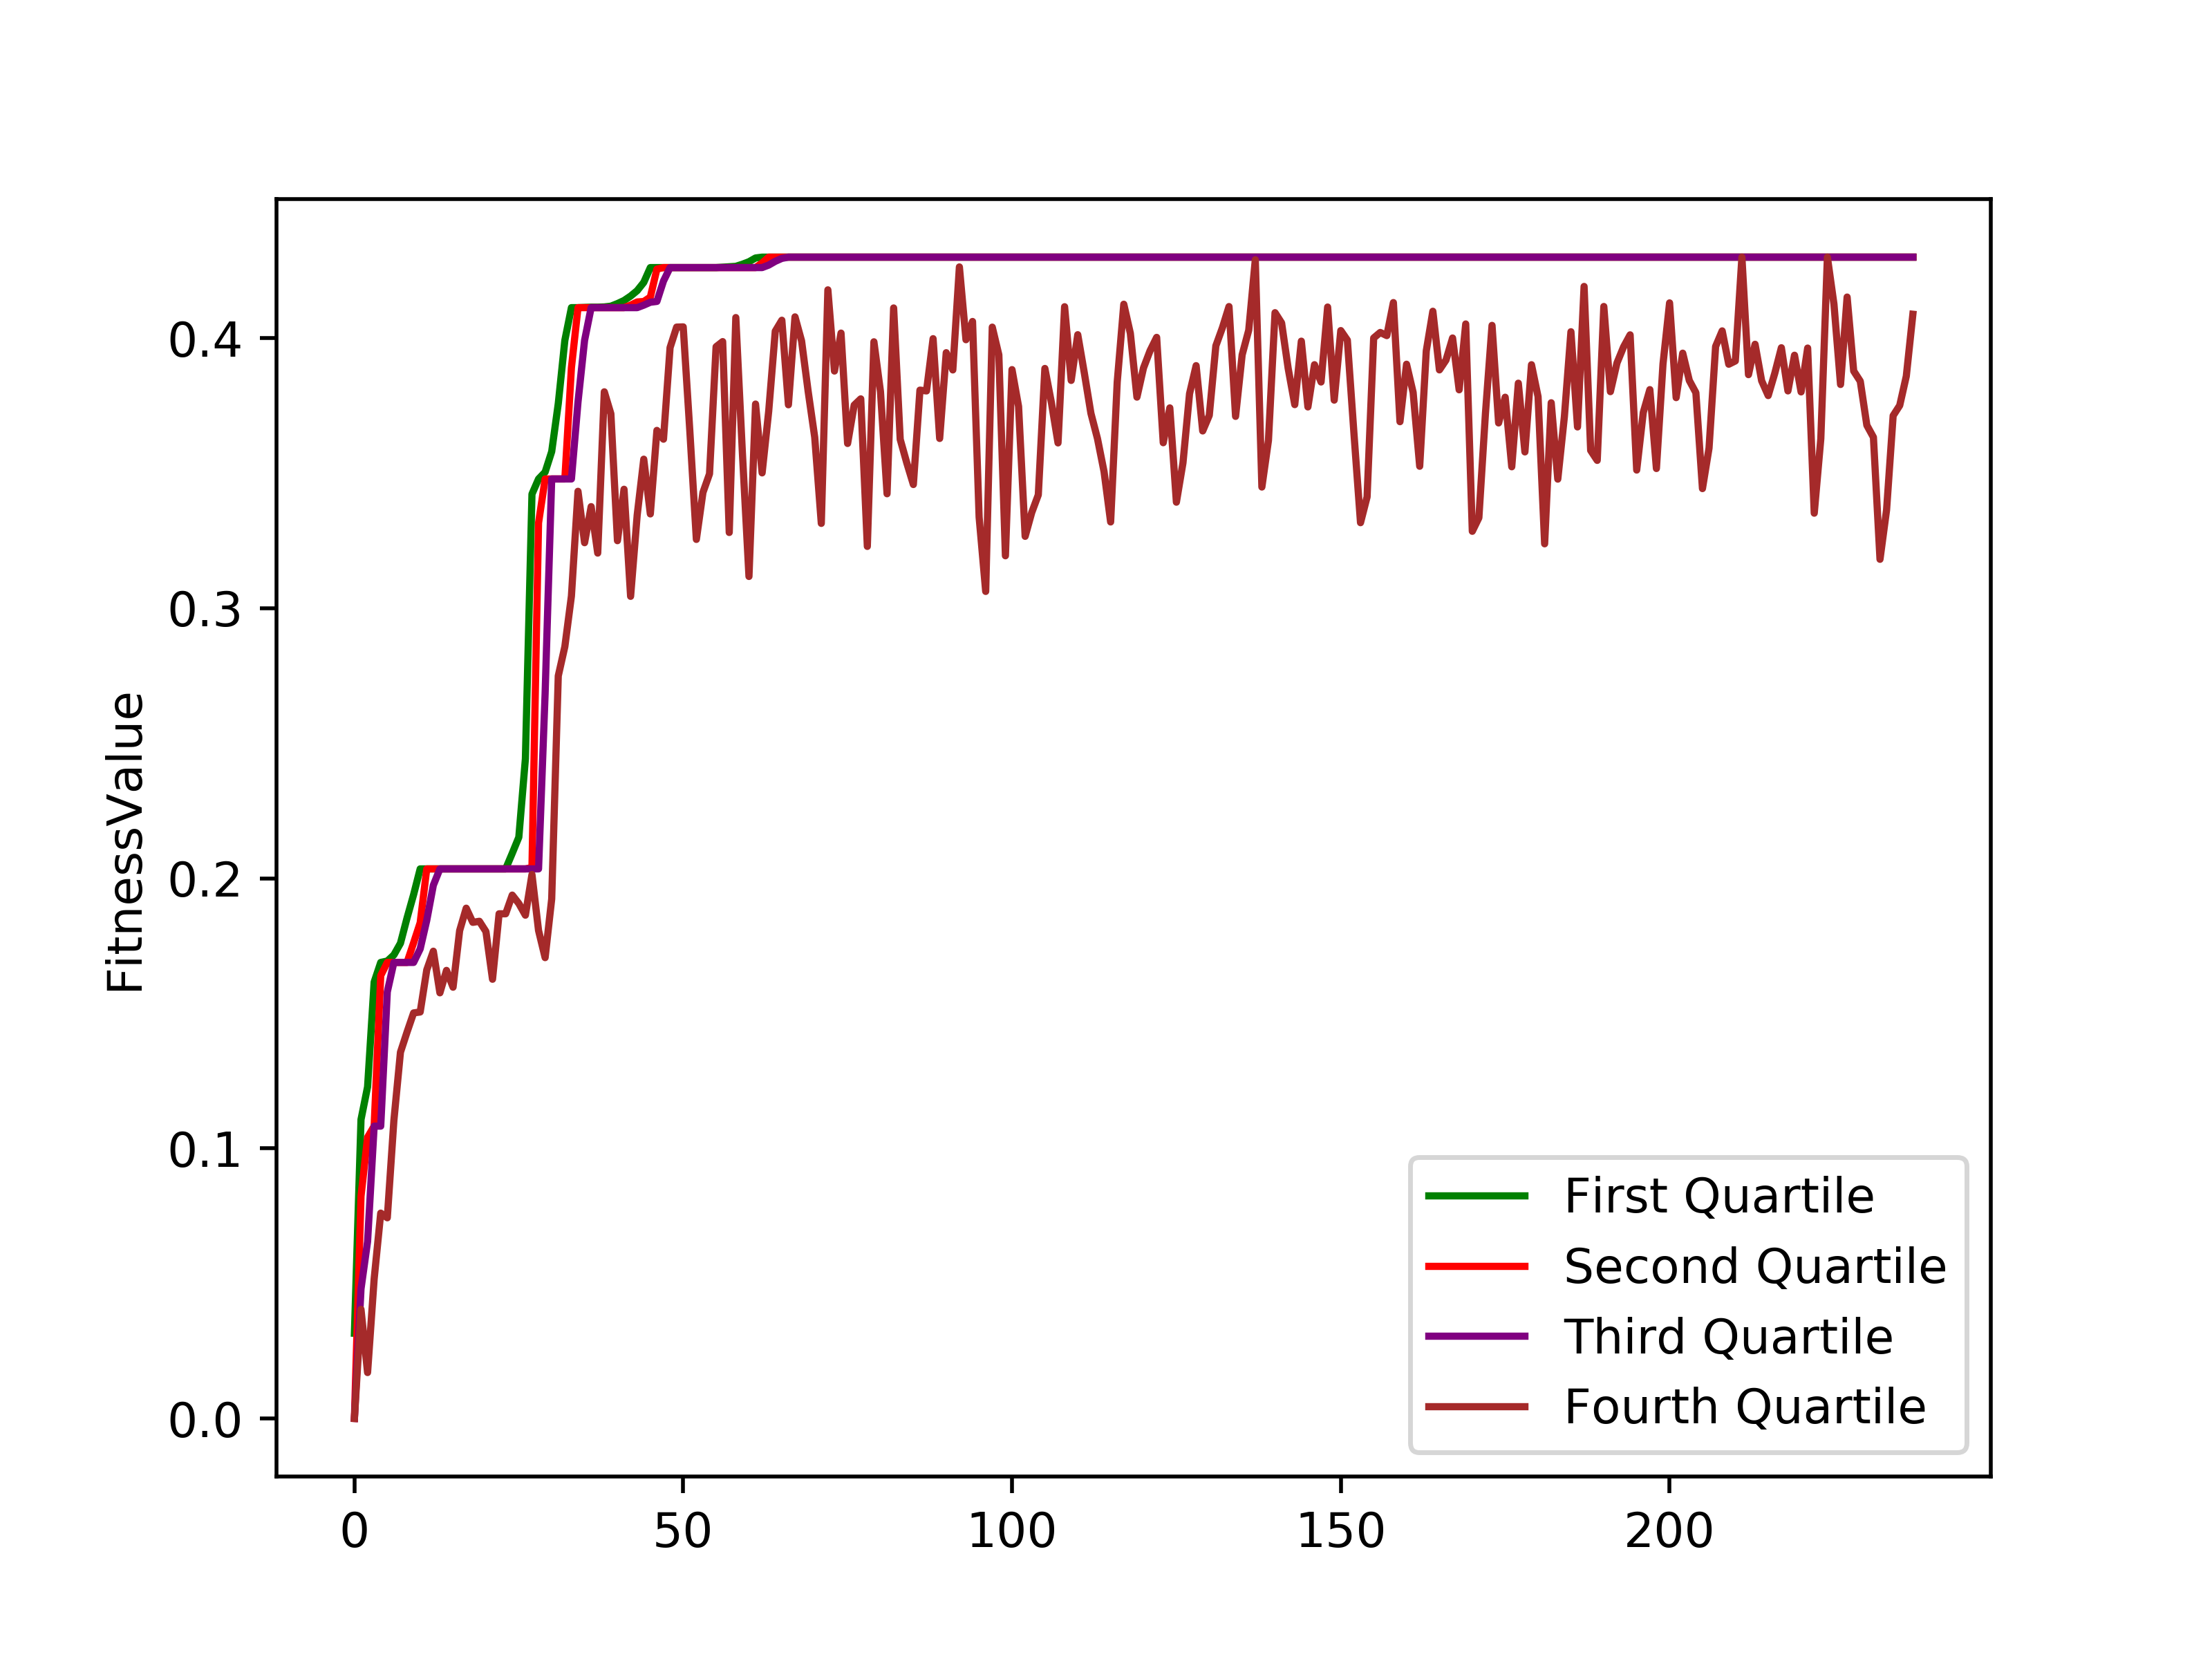 FitnessValue
0.4
0.3
0.2
0.1
0.0
0 50 100 150 200
First Quartile
Second Quartile
Third Quartile
Fourth Quartile